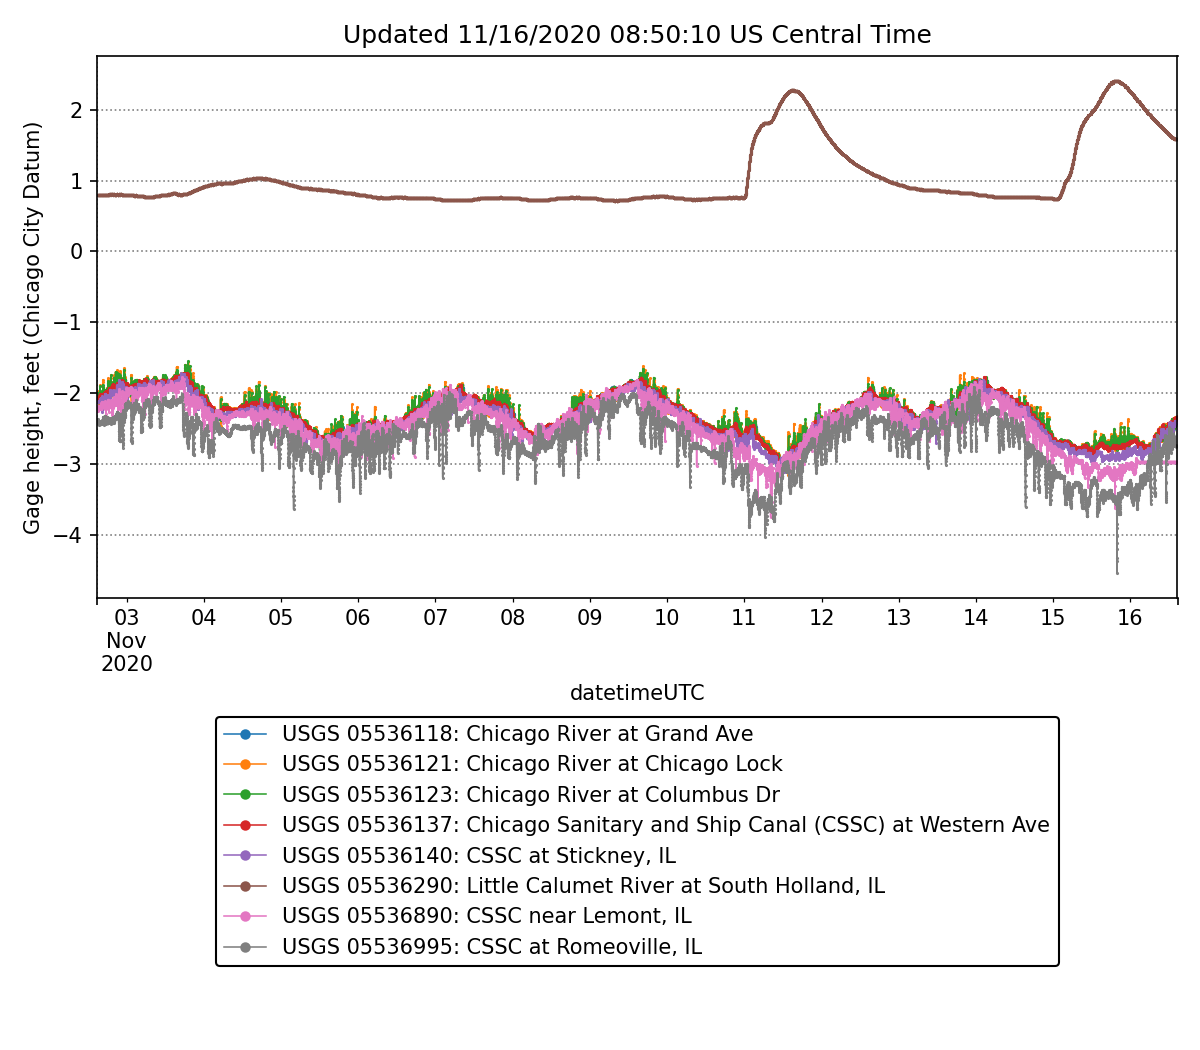 Updated 11/16/2020 08:50:10 US Central Time
Gage height, feet (Chicago City Datum)
2
1
0
−1
−2
−3
−4
03 04 05 06 07 08 09 10 11 12 13 14 15 16
Nov
2020
datetimeUTC
USGS 05536118: Chicago River at Grand Ave
USGS 05536121: Chicago River at Chicago Lock
USGS 05536123: Chicago River at Columbus Dr
USGS 05536137: Chicago Sanitary and Ship Canal (CSSC) at Western Ave
USGS 05536140: CSSC at Stickney, IL
USGS 05536290: Little Calumet River at South Holland, IL
USGS 05536890: CSSC near Lemont, IL
USGS 05536995: CSSC at Romeoville, IL